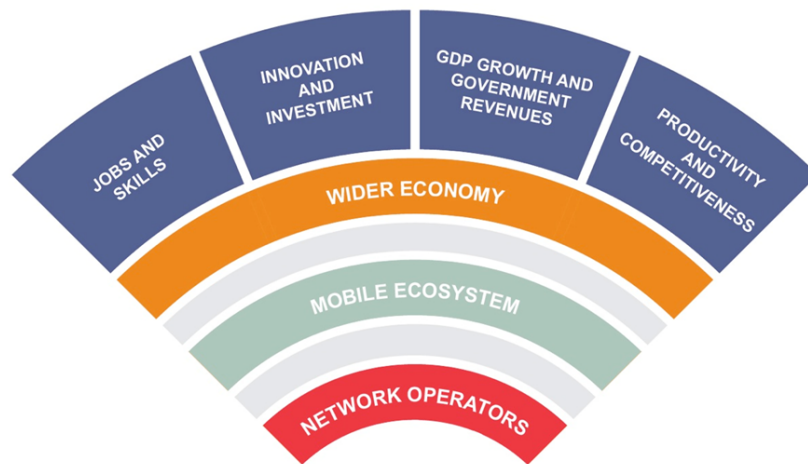 JOBS AND
SKILLS
INNOVATION
AND
INVESTMENT
GDP GROWTH AND
GOVERNMENT
REVENUES
PRODUCTIVITY
AND
COMPETITIVENESS
WIDER ECONOMY
MOBILE ECOSYSTEM
NETWORK OPERATORS